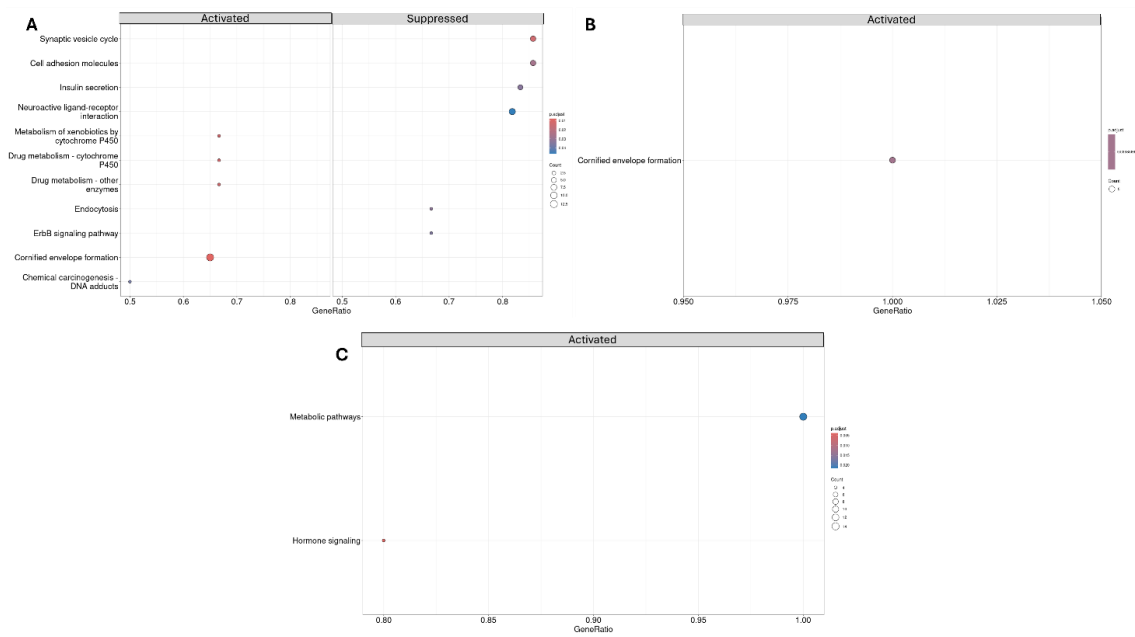 A
Activated
Suppressed
Synaptic vesicle cycle
Cell adhesion molecules
Insulin secretion
Neuroactive ligand-receptor
interaction
Metabolism of xenobiotics by
cytochrome P450
Drug metabolism - cytochrome
P450
Drug metabolism - other
enzymes
Endocytosis
ErbB signaling pathway
Cornified envelope formation
Chemical carcinogenesis -
DNA adducts
0.5 0.6 0.7 0.8 0.5 0.6 0.7 0.8
GeneRatio
p.adjust
Count
B
Activated
Cornified envelope formation
0.950 0.975 1.000 1.025 1.050
GeneRatio
p.adjust
Count
C
Activated
Metabolic pathways
Hormone signaling
0.80 0.85 0.90 0.95 1.00
GeneRatio
p.adjust
Count